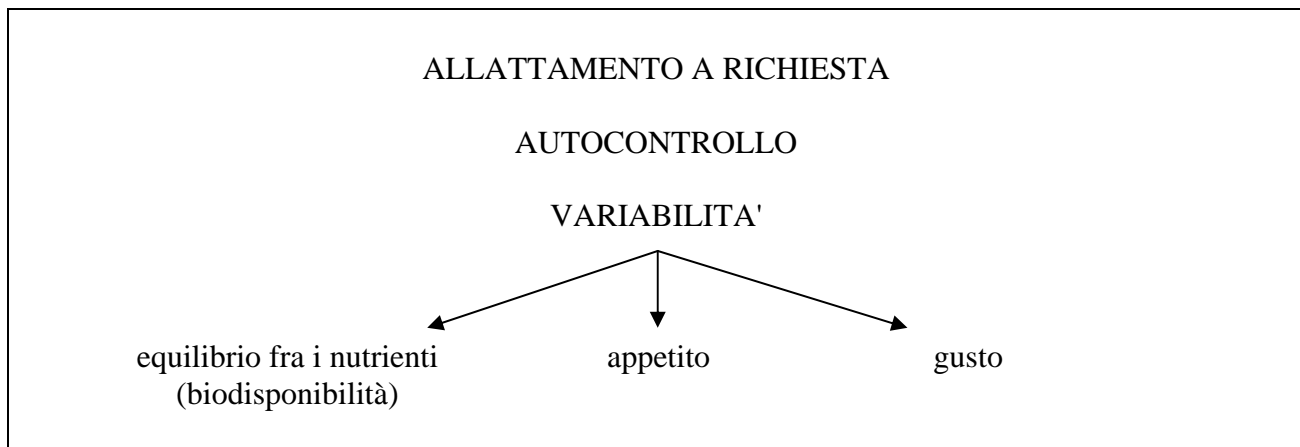 ALLATTAMENTO A RICHIESTA
AUTOCONTROLLO
VARIABILITA'
equilibrio fra i nutrienti appetito gusto
(biodisponibilità)